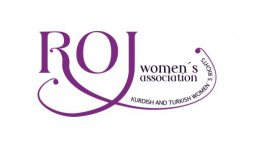 ROJ
women´s
association
KURDISH AND TURKISH WOMEN´S RIGHTS